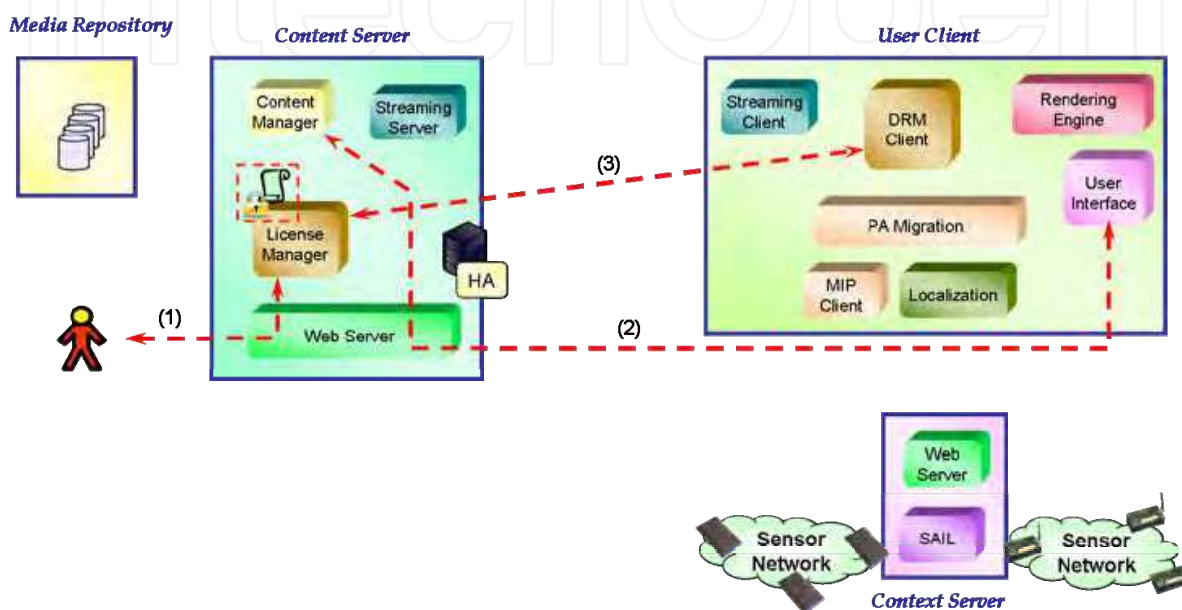 IntechOpen
Media Repository
Content Server
User Client
Content
Manager
Streaming
Server
Streaming
Client
DRM
Client
Rendering
Engine
(3)
User
Interface
License
Manager
PA Migration
HA
MIP
Client
Localization
(1)
Web Server
(2)
Web
Server
Sensor
Network
SAIL
Sensor
Network
Context Server